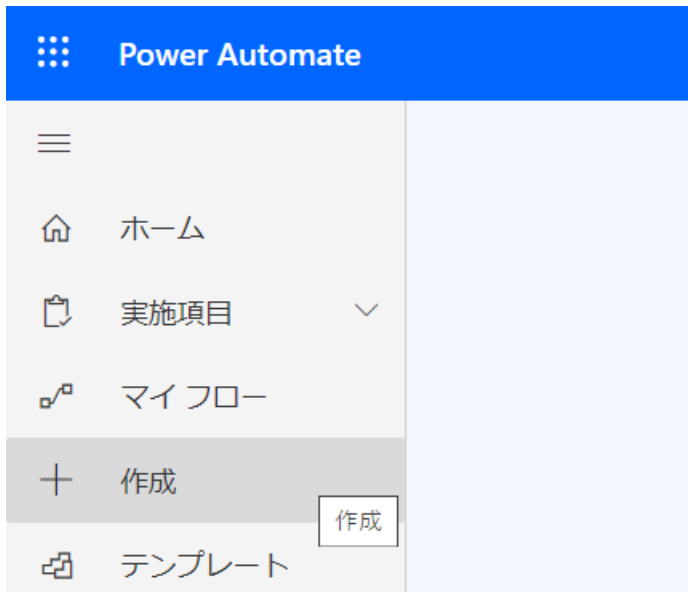 Power Automate
ホーム
実施項目
マイ フロー
作成
作成
テンプレート